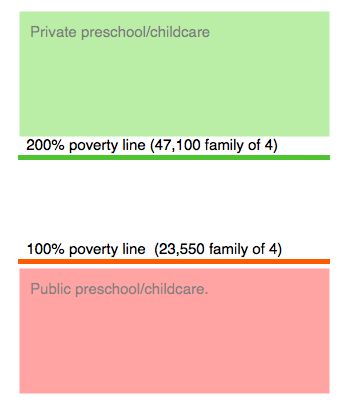 Private preschool/childcare
200% poverty line (47,100 family of 4)
100% poverty line  (23,550 family of 4)
Public preschool/childcare.